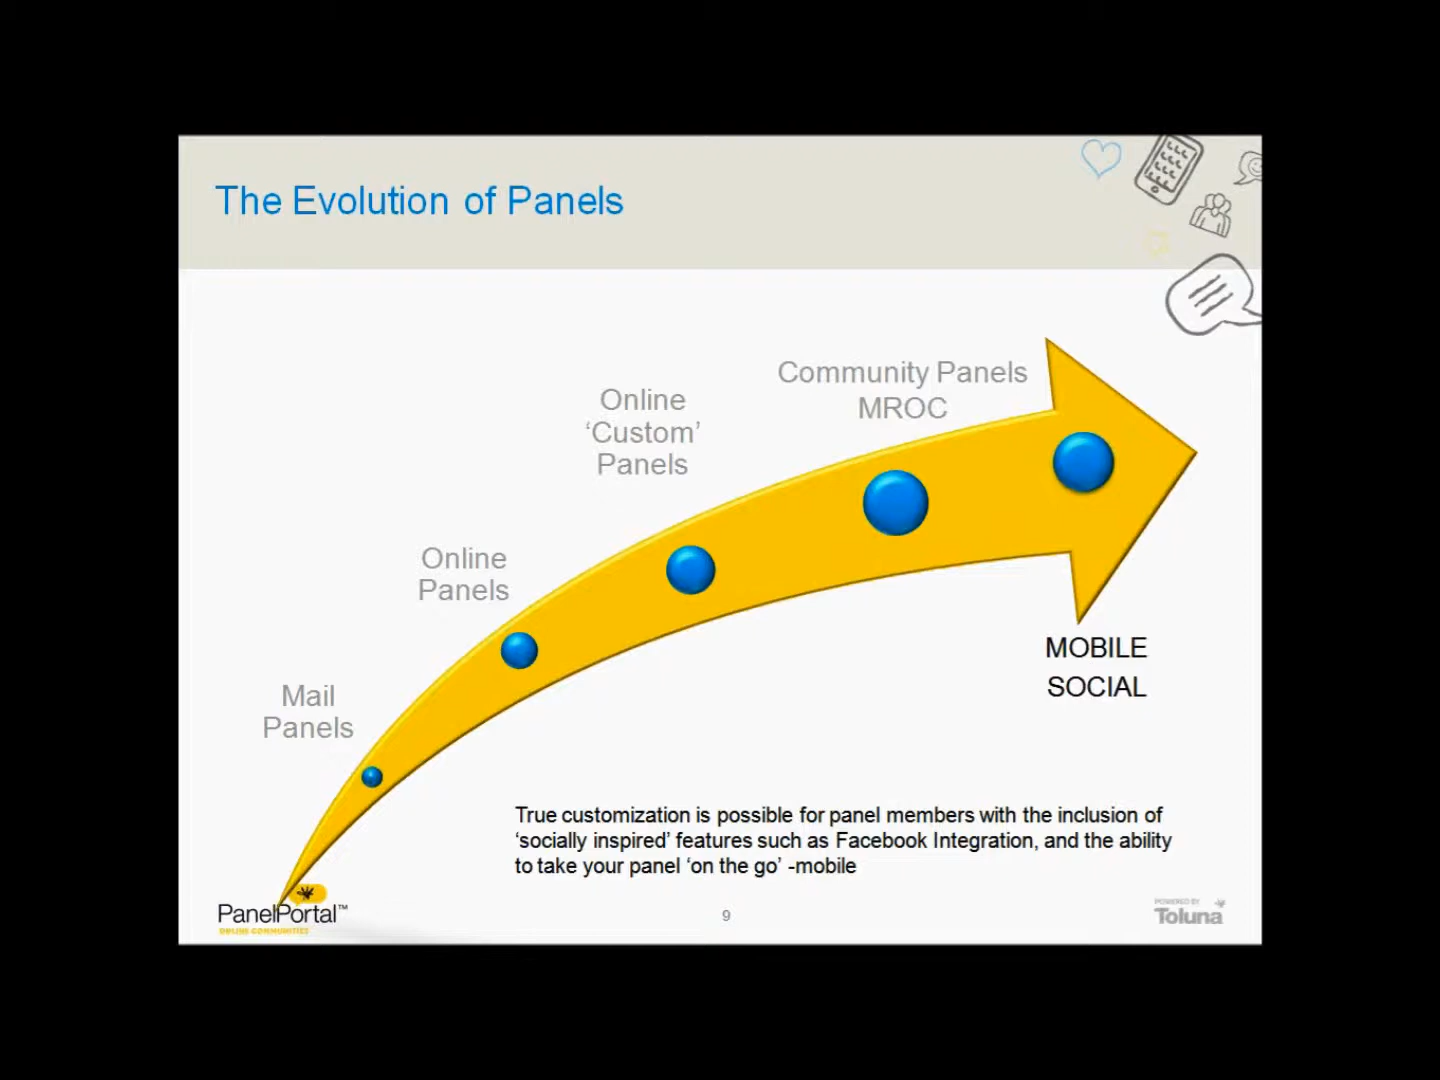 The Evolution of Panels
Community Panels
MROC
Online
‘Custom’
Panels
Online
Panels
Mail
Panels
MOBILE
SOCIAL
True customization is possible for panel members with the inclusion of
‘socially inspired’ features such as Facebook Integration, and the ability
to take your panel ‘on the go’ -mobile
PanelPortal™
ONLINE COMMUNITIES
9
POWERED BY
Toluna